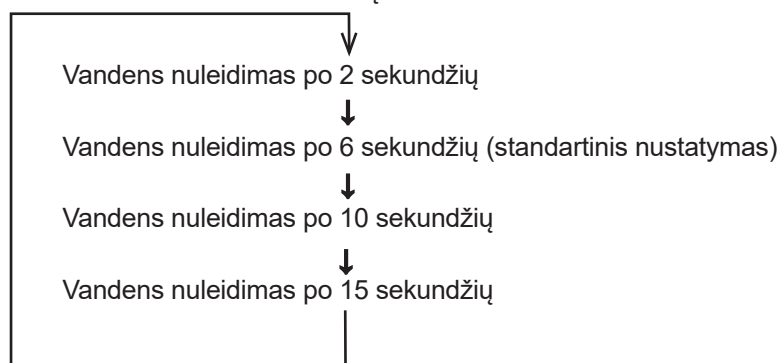 Vandens nuleidimas po 2 sekundžių
Vandens nuleidimas po 6 sekundžių (standartinis nustatymas)
Vandens nuleidimas po 10 sekundžių
Vandens nuleidimas po 15 sekundžių